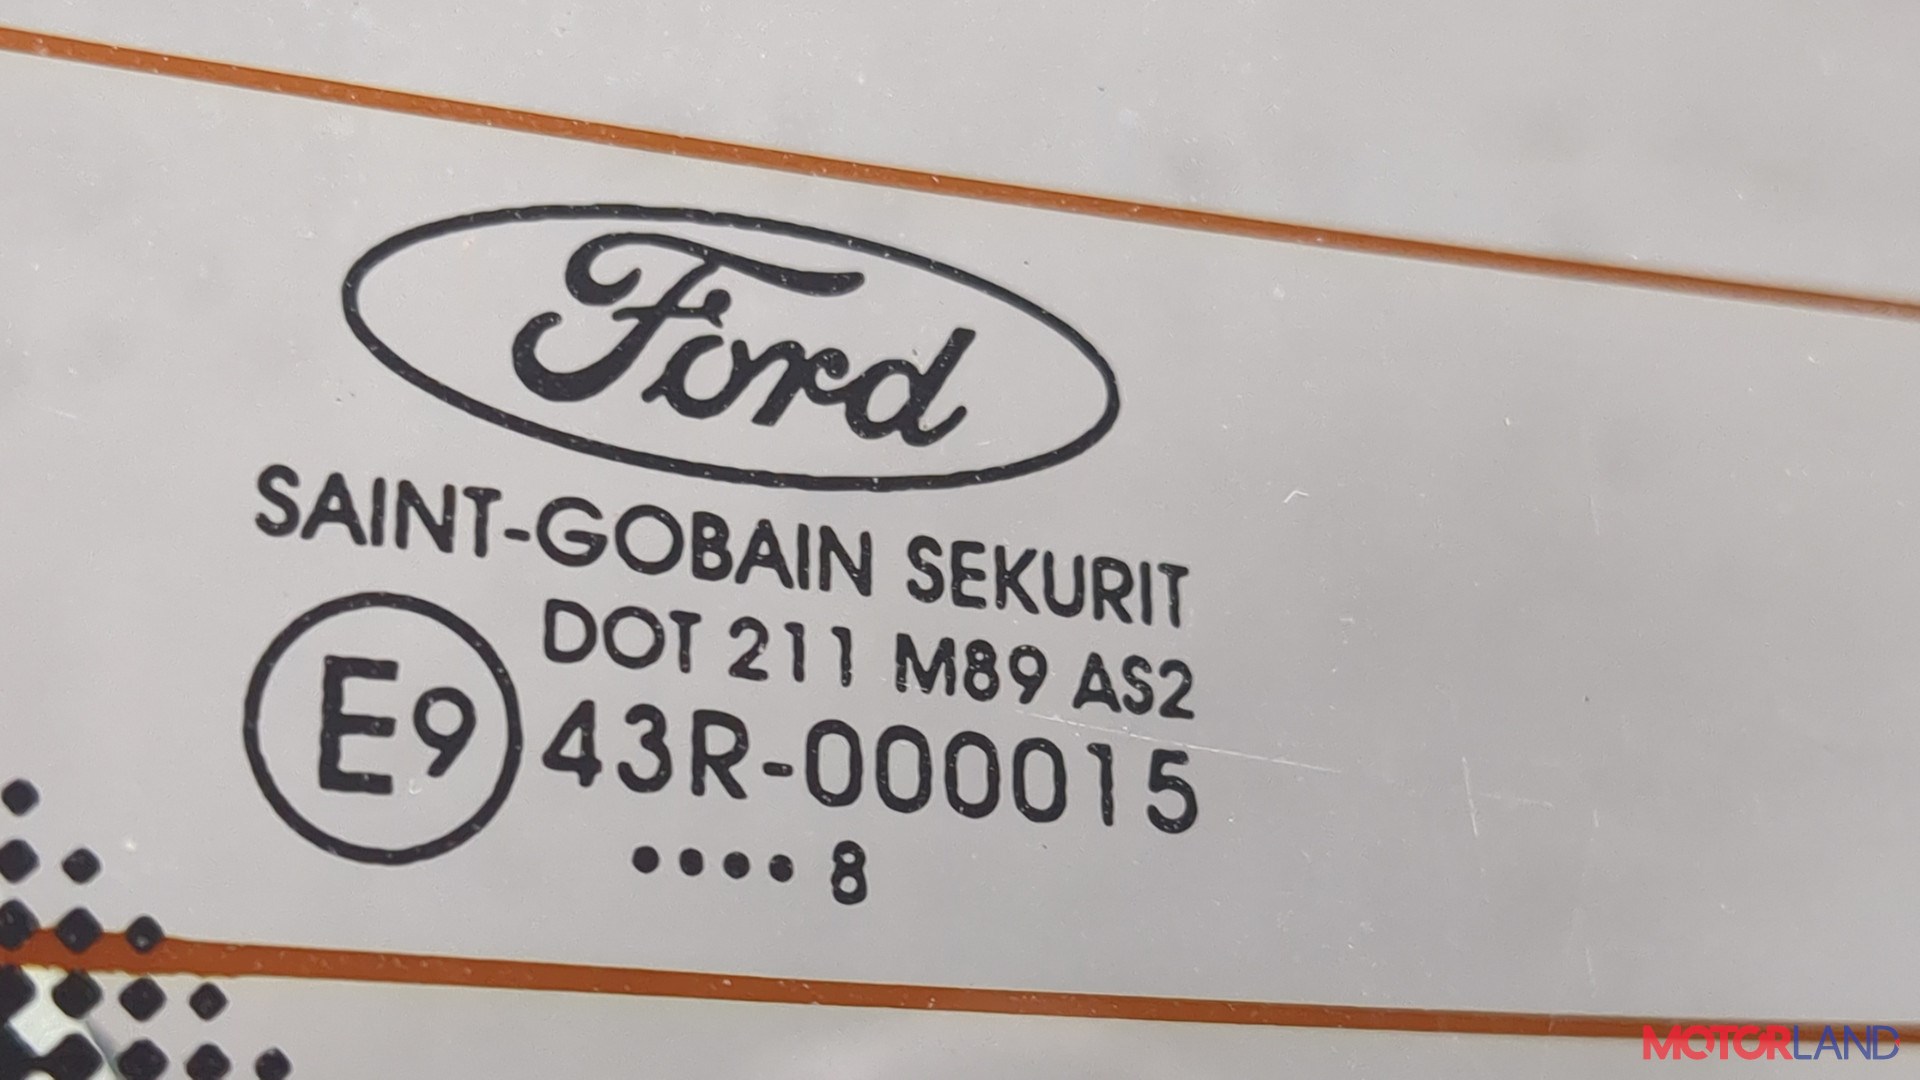 Ford
SAINT-GOBAIN SEKURIT
DOT 211 M89 AS2
E9 43R-000015
•••• 8
MOTORLAND